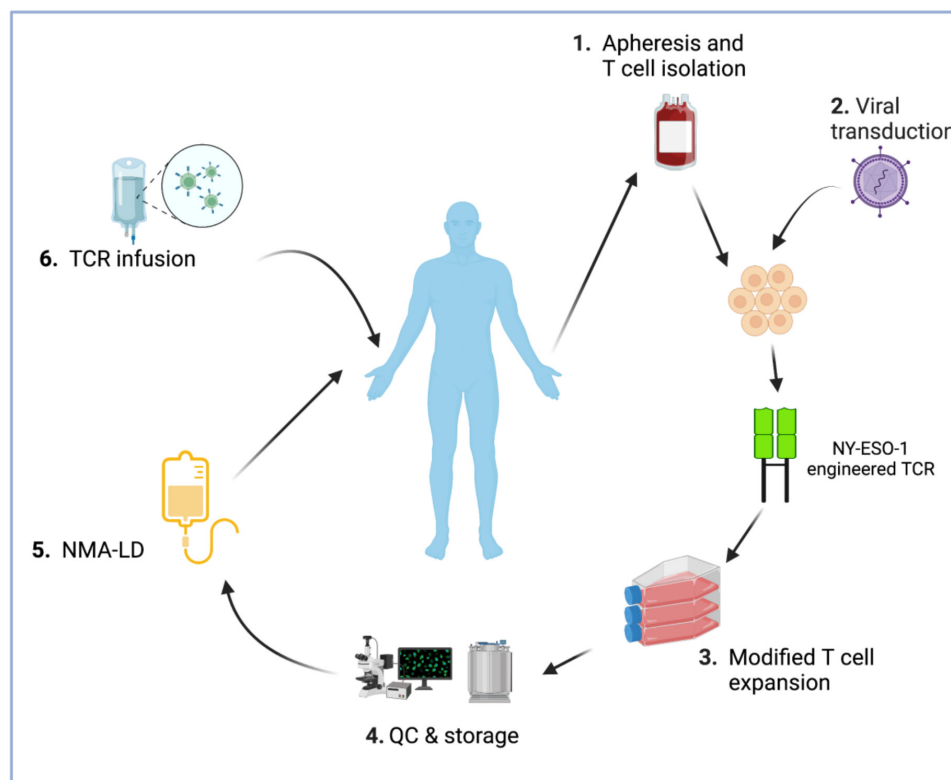 1. Apheresis and
T cell isolation
2. Viral
transduction
NY-ESO-1
engineered TCR
3. Modified T cell
expansion
4. QC & storage
5. NMA-LD
6. TCR infusion